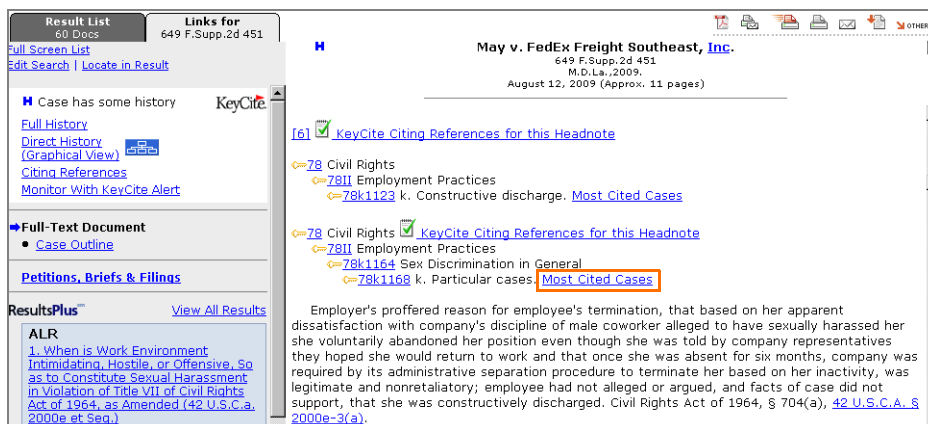 Result List
60 Docs
Links for
649 F.Supp.2d 451
OTHER
Full Screen List
Edit Search | Locate in Result
H Case has some history
KeyCite.
Full History
Direct History
(Graphical View)
Citing References
Monitor With KeyCite Alert
Full-Text Document
• Case Outline
Petitions, Briefs & Filings
ResultsPlus™ View All Results
ALR
1. When is Work Environment
Intimidating, Hostile, or Offensive, So
as to Constitute Sexual Harassment
in Violation of Title VII of Civil Rights
Act of 1964, as Amended (42 U.S.C.a.
2000e et Seq.)
H
May v. FedEx Freight Southeast, Inc.
649 F.Supp.2d 451
M.D.La.,2009.
August 12, 2009 (Approx. 11 pages)
[6] KeyCite Citing References for this Headnote
78 Civil Rights
78II Employment Practices
78k1123 k. Constructive discharge. Most Cited Cases
78 Civil Rights KeyCite Citing References for this Headnote
78II Employment Practices
78k1164 Sex Discrimination in General
78k1168 k. Particular cases. Most Cited Cases
Employer's proffered reason for employee's termination, that based on her apparent
dissatisfaction with company's discipline of male coworker alleged to have sexually harassed her
she voluntarily abandoned her position even though she was told by company representatives
they hoped she would return to work and that once she was absent for six months, company was
required by its administrative separation procedure to terminate her based on her inactivity, was
legitimate and nonretaliatory; employee had not alleged or argued, and facts of case did not
support, that she was constructively discharged. Civil Rights Act of 1964, § 704(a), 42 U.S.C.A. §
2000e-3(a).